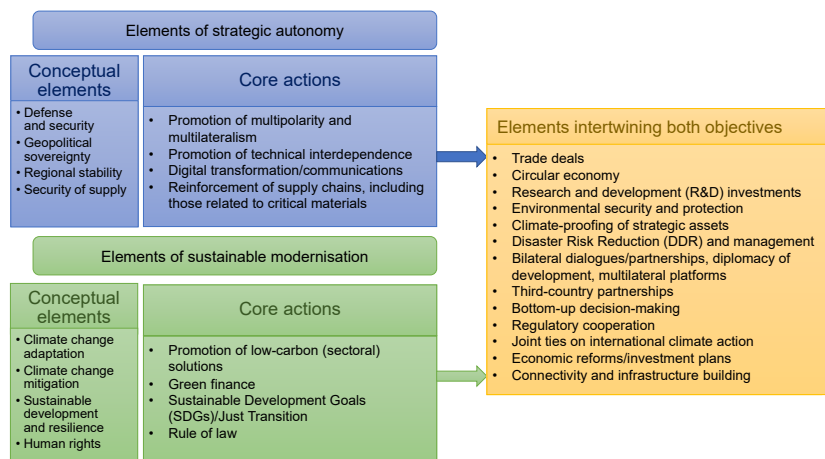 Elements of strategic autonomy
Conceptual
elements
• Defense
and security
• Geopolitical
sovereignty
• Regional stability
• Security of supply
Core actions
• Promotion of multipolarity and
multilateralism
• Promotion of technical interdependence
• Digital transformation/communications
• Reinforcement of supply chains, including
those related to critical materials
Elements of sustainable modernisation
Conceptual
elements
• Climate change
adaptation
• Climate change
mitigation
• Sustainable
development
and resilience
• Human rights
Core actions
• Promotion of low-carbon (sectoral)
solutions
• Green finance
• Sustainable Development Goals
(SDGs)/Just Transition
• Rule of law
Elements intertwining both objectives
• Trade deals
• Circular economy
• Research and development (R&D) investments
• Environmental security and protection
• Climate-proofing of strategic assets
• Disaster Risk Reduction (DDR) and management
• Bilateral dialogues/partnerships, diplomacy of
development, multilateral platforms
• Third-country partnerships
• Bottom-up decision-making
• Regulatory cooperation
• Joint ties on international climate action
• Economic reforms/investment plans
• Connectivity and infrastructure building